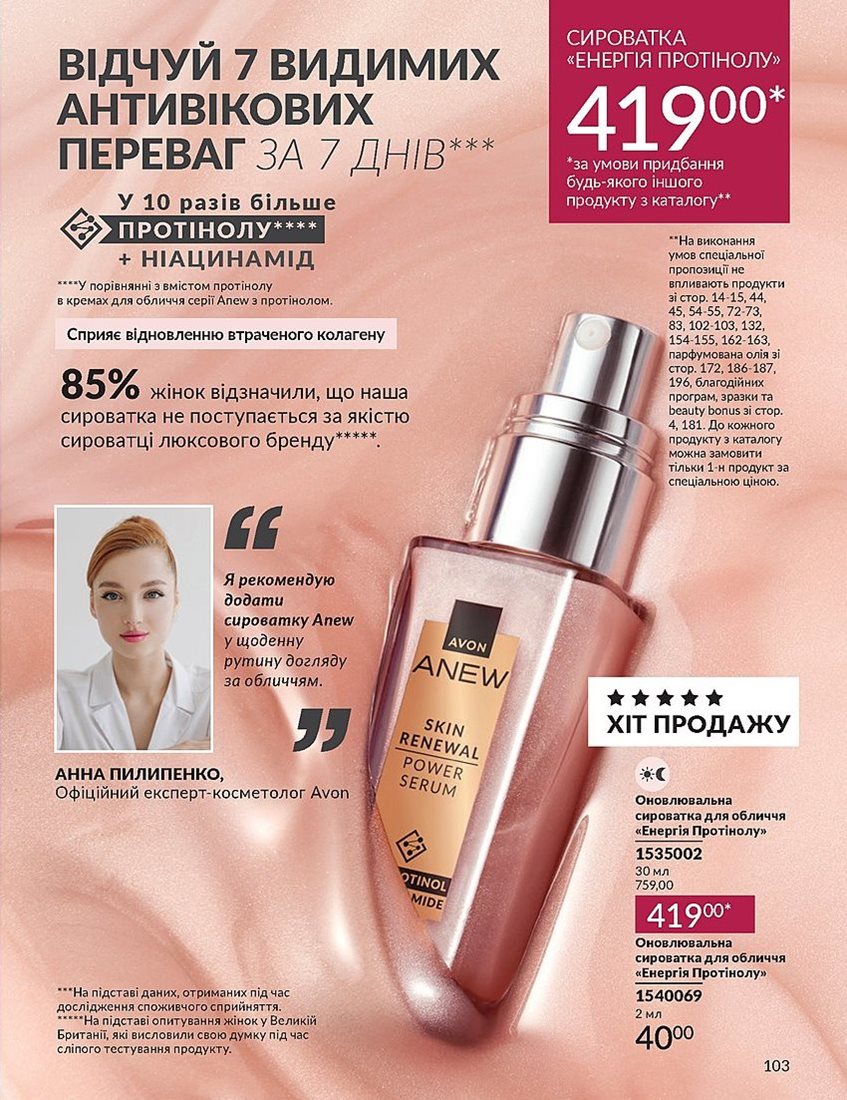 ВІДЧУЙ 7 ВИДИМИХ
АНТИВІКОВИХ
ПЕРЕВАГ ЗА 7 ДНІВ***
У 10 разів більше
ПРОТІНОЛУ****
+ НІАЦИНАМІД
****У порівнянні з вмістом протінолу
в кремах для обличчя серії Anew з протінолом.
Сприяє відновленню втраченого колагену
85% жінок відзначили, що наша
сироватка не поступається за якістю
сироватці люксового бренду*****.
СИРОВАТКА
«ЕНЕРГІЯ ПРОТІНОЛУ»
419⁰⁰*
*за умови придбання
будь-якого іншого
продукту з каталогу**
**На виконання
умов спеціальної
пропозиції не
впливають продукти
зі стор. 14-15, 44,
45, 54-55, 72-73,
83, 102-103, 132,
154-155, 162-163,
парфумована олія зі
стор. 172, 186-187,
196, благодійних
програм, зразки та
beauty bonus зі стор.
4, 181. До кожного
продукту з каталогу
можна замовити
тільки 1-н продукт за
спеціальною ціною.
“
Я рекомендую
додати
сироватку Anew
у щоденну
рутину догляду
за обличчям.
”
АННА ПИЛИПЕНКО,
Офіційний експерт-косметолог Avon
AVON
ANEW
SKIN
RENEWAL
POWER
SERUM
OTINOL
MIDE
★★★★★
ХІТ ПРОДАЖУ
Оновлювальна
сироватка для обличчя
«Енергія Протінолу»
1535002
30 мл
759,00
419⁰⁰*
Оновлювальна
сироватка для обличчя
«Енергія Протінолу»
1540069
2 мл
40⁰⁰
***На підставі даних, отриманих під час
дослідження споживчого сприйняття.
*****На підставі опитування жінок у Великій
Британії, які висловили свою думку під час
сліпого тестування продукту.
103